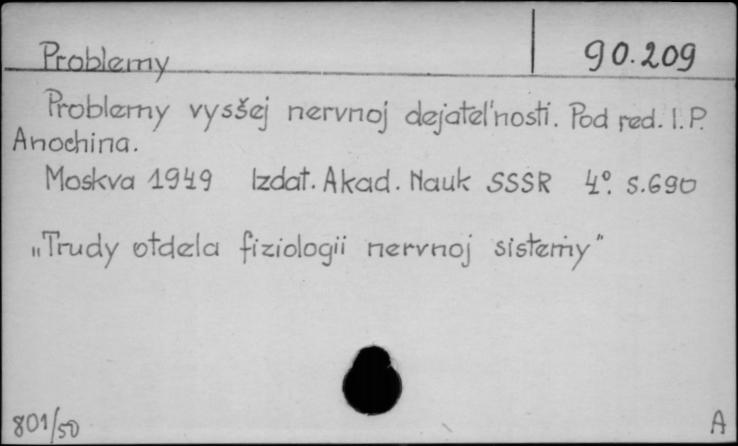 Problemy 90.209
Problemy vysšej nervnoj dejatel'nosti. Pod red. I.P.
Anochina.
Moskva 1949 Izdat. Akad. Nauk SSSR 4º. S.690
„Trudy otdela fiziologii nervnoj sistemy"
801/50 A